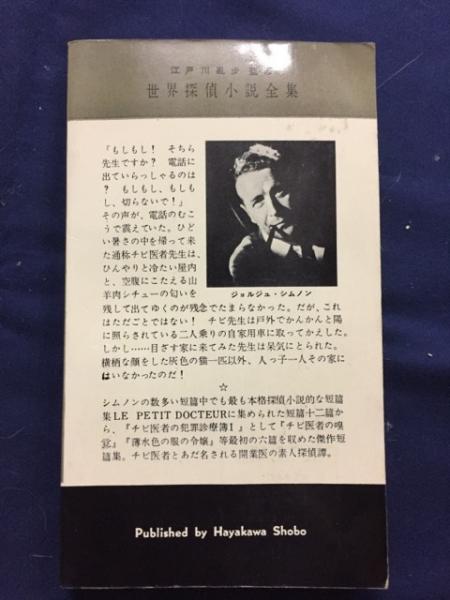 江戸川乱歩監修
世界探偵小説全集
『もしもし! そちら
先生ですか? 電話に
出ていらっしゃるのは
? もしもし、もしも
し、切らないで!」
その声が、電話のむこ
うで震えていた。ひど
い暑さの中を帰って来
た通称チビ医者先生は、
ひんやりと冷たい屋内
と、空腹にこたえる山
羊肉シチューの匂いを
ジョルジュ・シムノン
残して出てゆくのが残念でたまらなかった。だが、これ
はただごとではない! チビ先生は戸外でかんかんと陽
に照らされている二人乗りの自家用車に取ってかえした。
しかし……目ざす家に来てみた先生は呆気にとられた。
横柄な顔をした灰色の猫一匹以外、人っ子一人その家に
はいなかったのだ!
☆
シムノンの数多い短篇中でも最も本格探偵小説的な短篇
集LE PETIT DOCTEURに集められた短篇十二篇か
ら、『チビ医者の犯罪診療簿I』として『チビ医者の嗅
覚』『薄水色の服の令嬢』等最初の六篇を収めた傑作短
篇集。チビ医者とあだ名される開業医の素人探偵譚。
Published by Hayakawa Shobo